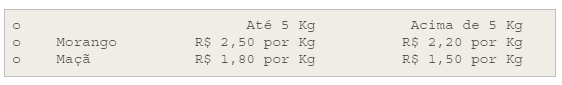 o Até 5 Kg Acima de 5 Kg
o Morango R$ 2,50 por Kg R$ 2,20 por Kg
o Maçã R$ 1,80 por Kg R$ 1,50 por Kg